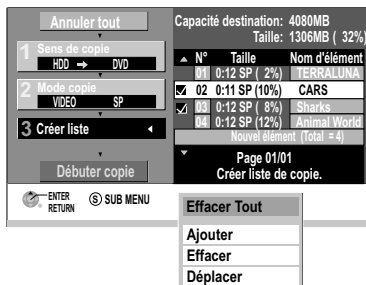 Annuler tout
Capacité destination: 4080MB
Taille: 1306MB ( 32%)
1 Sens de copie
HDD → DVD
2 Mode copie
VIDEO SP
3 Créer liste
Débuter copie
N° Taille Nom d'élément
01 0:12 SP ( 2%) TERRALUNA
02 0:11 SP (10%) CARS
03 0:12 SP ( 8%) Sharks
04 0:12 SP (12%) Animal World
Nouvel élément (Total = 4)
Page 01/01
Créer liste de copie.
ENTER
RETURN
S SUB MENU
Effacer Tout
Ajouter
Effacer
Déplacer